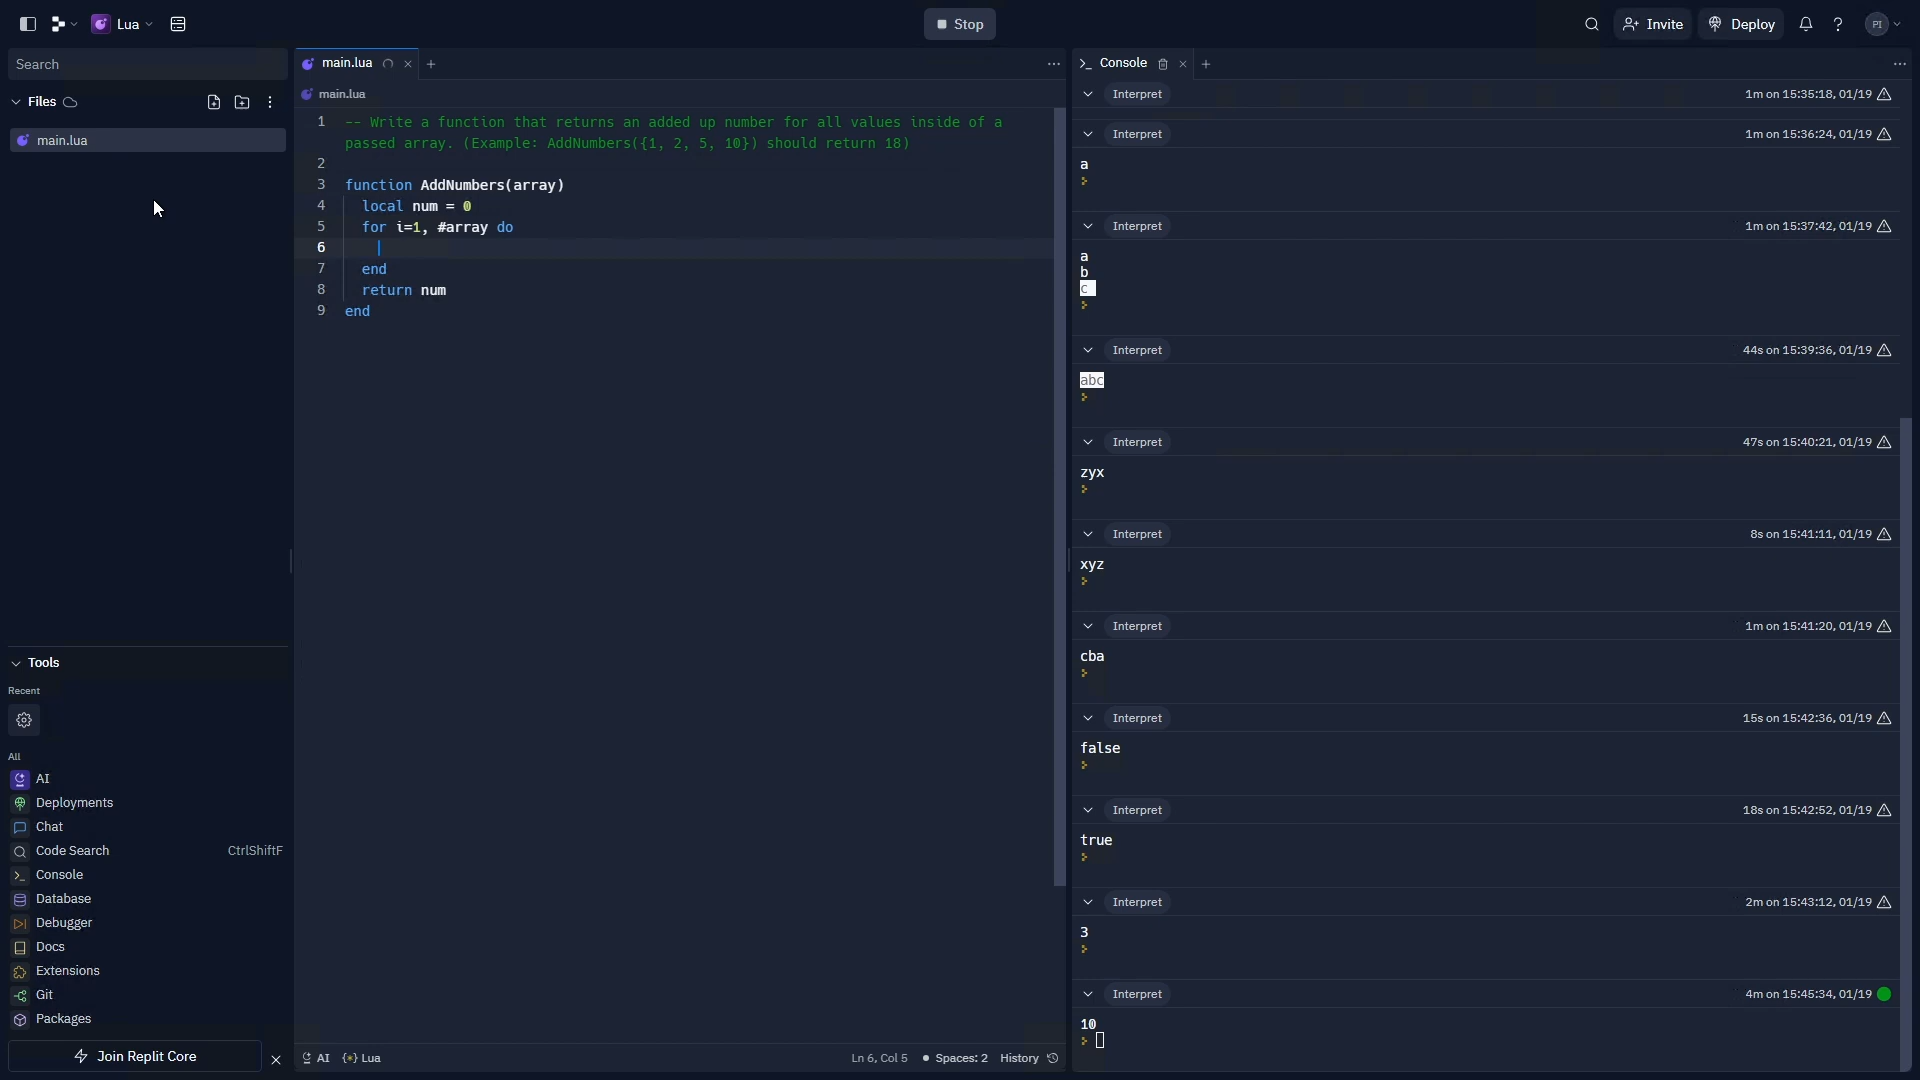 Lua
Stop
Invite
Deploy
PI
Search
Files
main.lua
main.lua
main.lua
1 -- Write a function that returns an added up number for all values inside of a
passed array. (Example: AddNumbers({1, 2, 5, 10}) should return 18)
2
3 function AddNumbers(array)
4 local num = 0
5 for i=1, #array do
6
7 end
8 return num
9 end
Tools
Recent
All
AI
Deployments
Chat
Code Search CtrlShiftF
Console
Database
Debugger
Docs
Extensions
Git
Packages
Join Replit Core
AI Lua
Ln 6, Col 5 Spaces: 2 History
Console
Interpret 1m on 15:35:18, 01/19
Interpret 1m on 15:36:24, 01/19
a
Interpret 1m on 15:37:42, 01/19
a
b
c
Interpret 44s on 15:39:36, 01/19
abc
Interpret 47s on 15:40:21, 01/19
zyx
Interpret 8s on 15:41:11, 01/19
xyz
Interpret 1m on 15:41:20, 01/19
cba
Interpret 15s on 15:42:36, 01/19
false
Interpret 18s on 15:42:52, 01/19
true
Interpret 2m on 15:43:12, 01/19
3
Interpret 4m on 15:45:34, 01/19
10